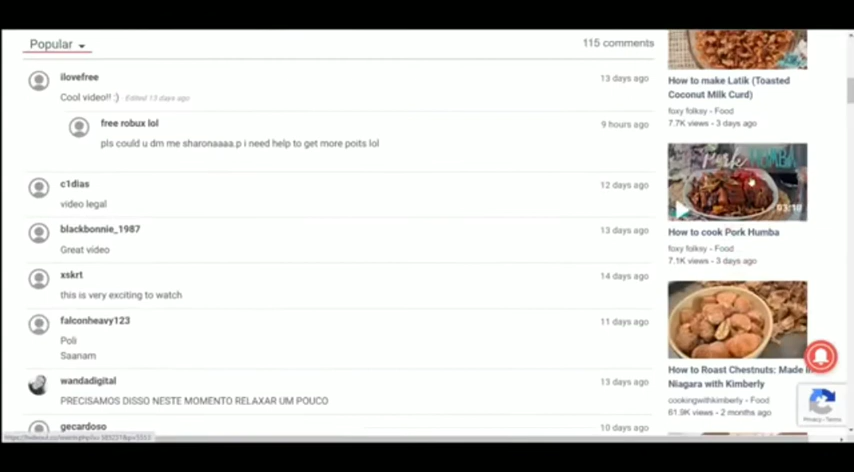 Popular
115 comments
ilovefree
13 days ago
Cool video!! :) Edited 13 days ago
free robux lol
9 hours ago
pls could u dm me sharonaaaa.p i need help to get more poits lol
c1dias
12 days ago
video legal
blackbonnie_1987
13 days ago
Great video
xskrt
14 days ago
this is very exciting to watch
falconheavy123
11 days ago
Poli
Saanam
wandadigital
13 days ago
PRECISAMOS DISSO NESTE MOMENTO RELAXAR UM POUCO
gecardoso
10 days ago
How to make Latik (Toasted
Coconut Milk Curd)
foxy folksy - Food
7.7K views - 3 days ago
Pork HUMBA
03:10
How to cook Pork Humba
foxy folksy - Food
7.1K views - 3 days ago
How to Roast Chestnuts: Made in
Niagara with Kimberly
cookingwithkimberly - Food
61.9K views - 2 months ago
Privacy - Terms